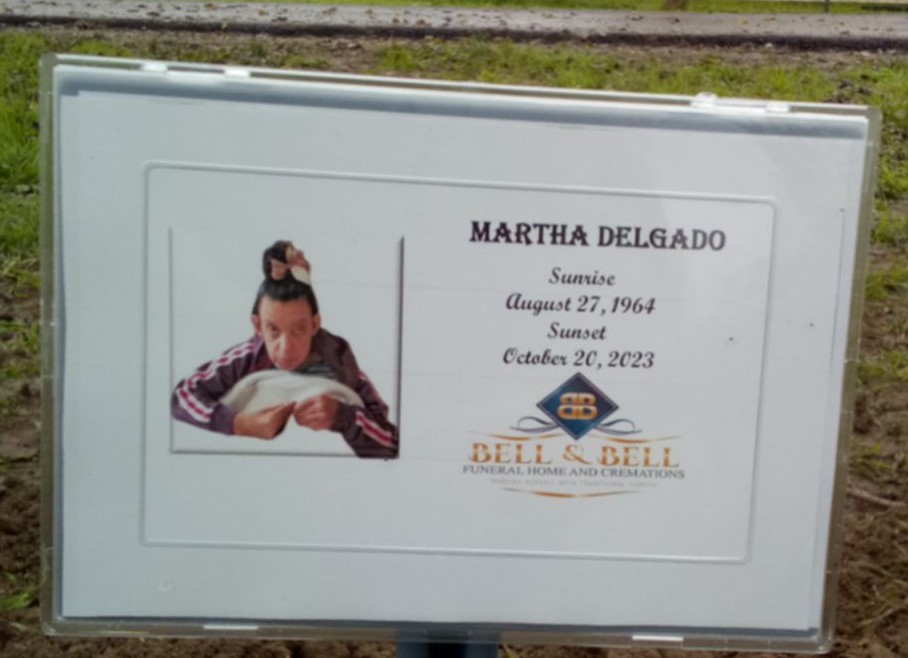 MARTHA DELGADO
Sunrise
August 27, 1964
Sunset
October 20, 2023
BB
BELL & BELL
FUNERAL HOME AND CREMATIONS